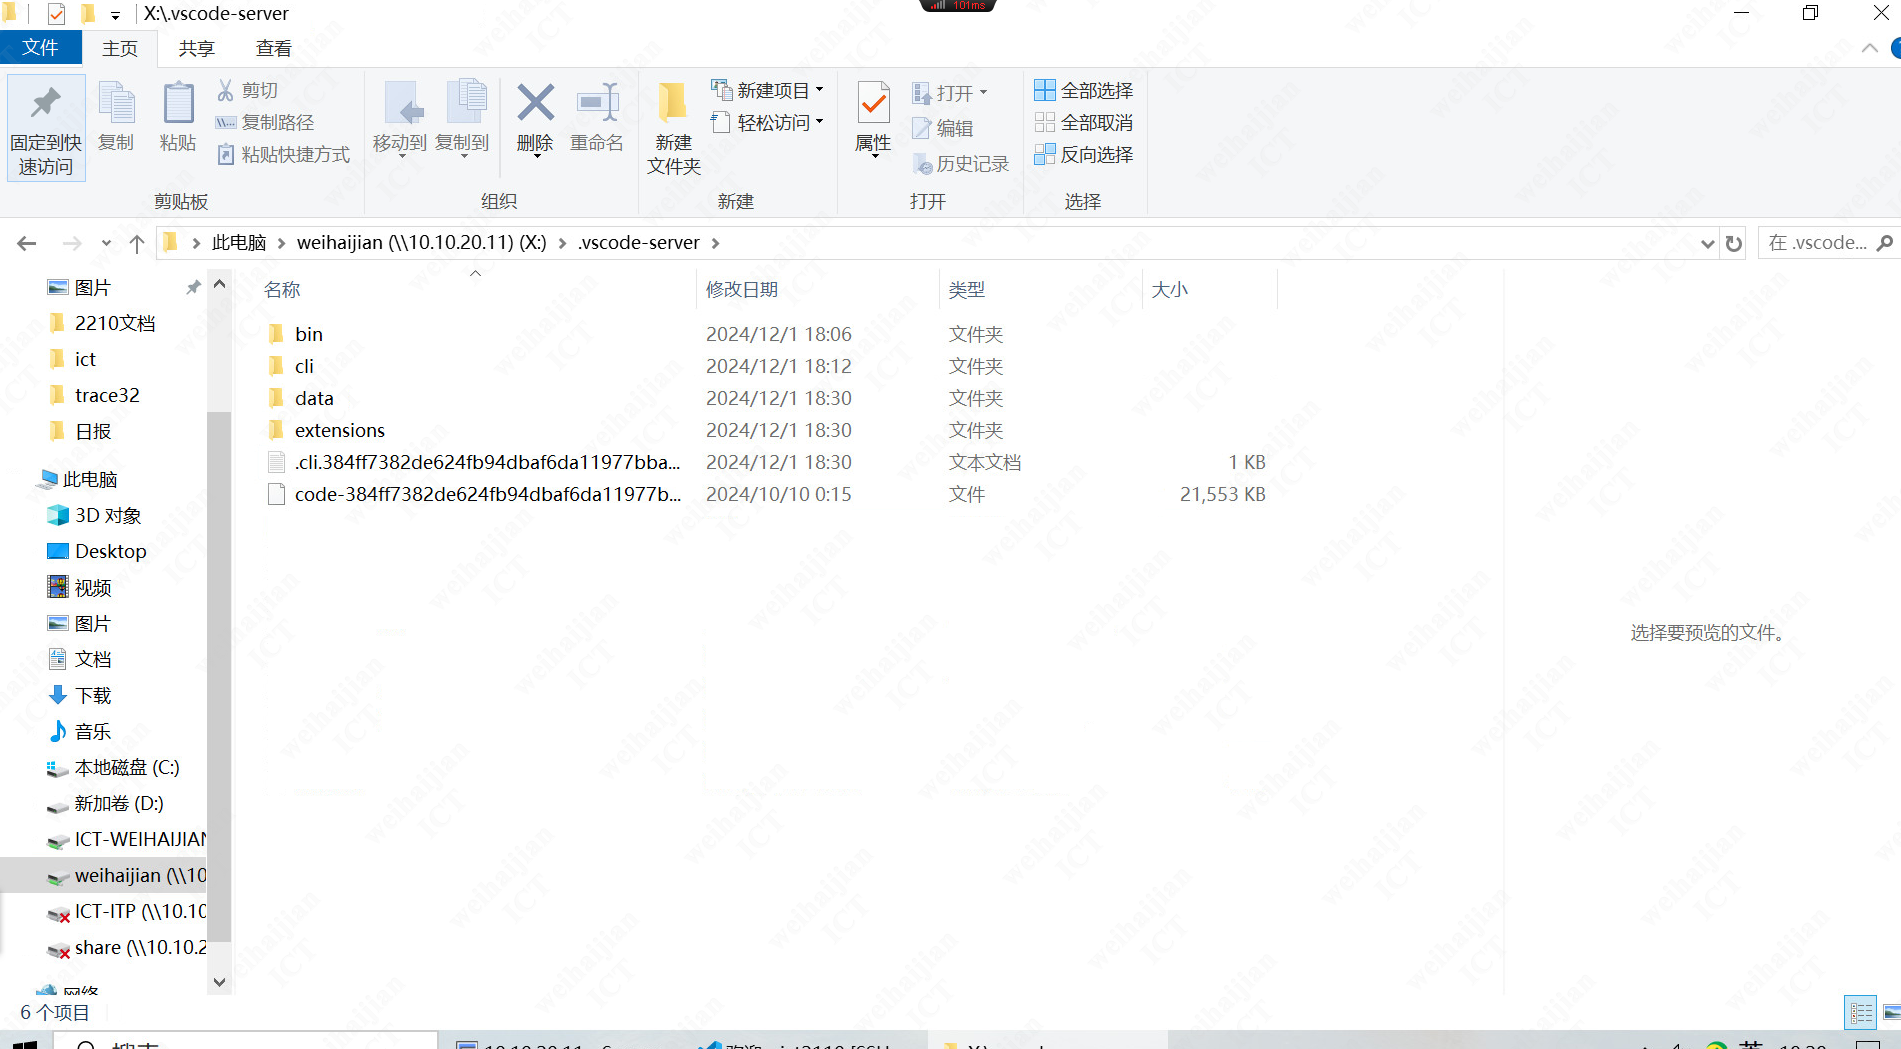 X:\.vscode-server
101ms
文件 主页 共享 查看
固定到快速访问
复制
粘贴
剪切
复制路径
粘贴快捷方式
剪贴板
移动到
复制到
删除
重命名
组织
新建文件夹
新建项目
轻松访问
新建
属性
打开
编辑
历史记录
打开
全部选择
全部取消
反向选择
选择
此电脑 weihaijian (\\10.10.20.11) (X:) .vscode-server
在 .vscode...
图片
2210文档
ict
trace32
日报
此电脑
3D 对象
Desktop
视频
图片
文档
下载
音乐
本地磁盘 (C:)
新加卷 (D:)
ICT-WEIHAIJIAN
weihaijian (\\10
ICT-ITP (\\10.10
share (\\10.10.2
网络
名称 修改日期 类型 大小
bin 2024/12/1 18:06 文件夹
cli 2024/12/1 18:12 文件夹
data 2024/12/1 18:30 文件夹
extensions 2024/12/1 18:30 文件夹
.cli.384ff7382de624fb94dbaf6da11977bba... 2024/12/1 18:30 文本文档 1 KB
code-384ff7382de624fb94dbaf6da11977b... 2024/10/10 0:15 文件 21,553 KB
选择要预览的文件。
6 个项目
weihaijian
ICT